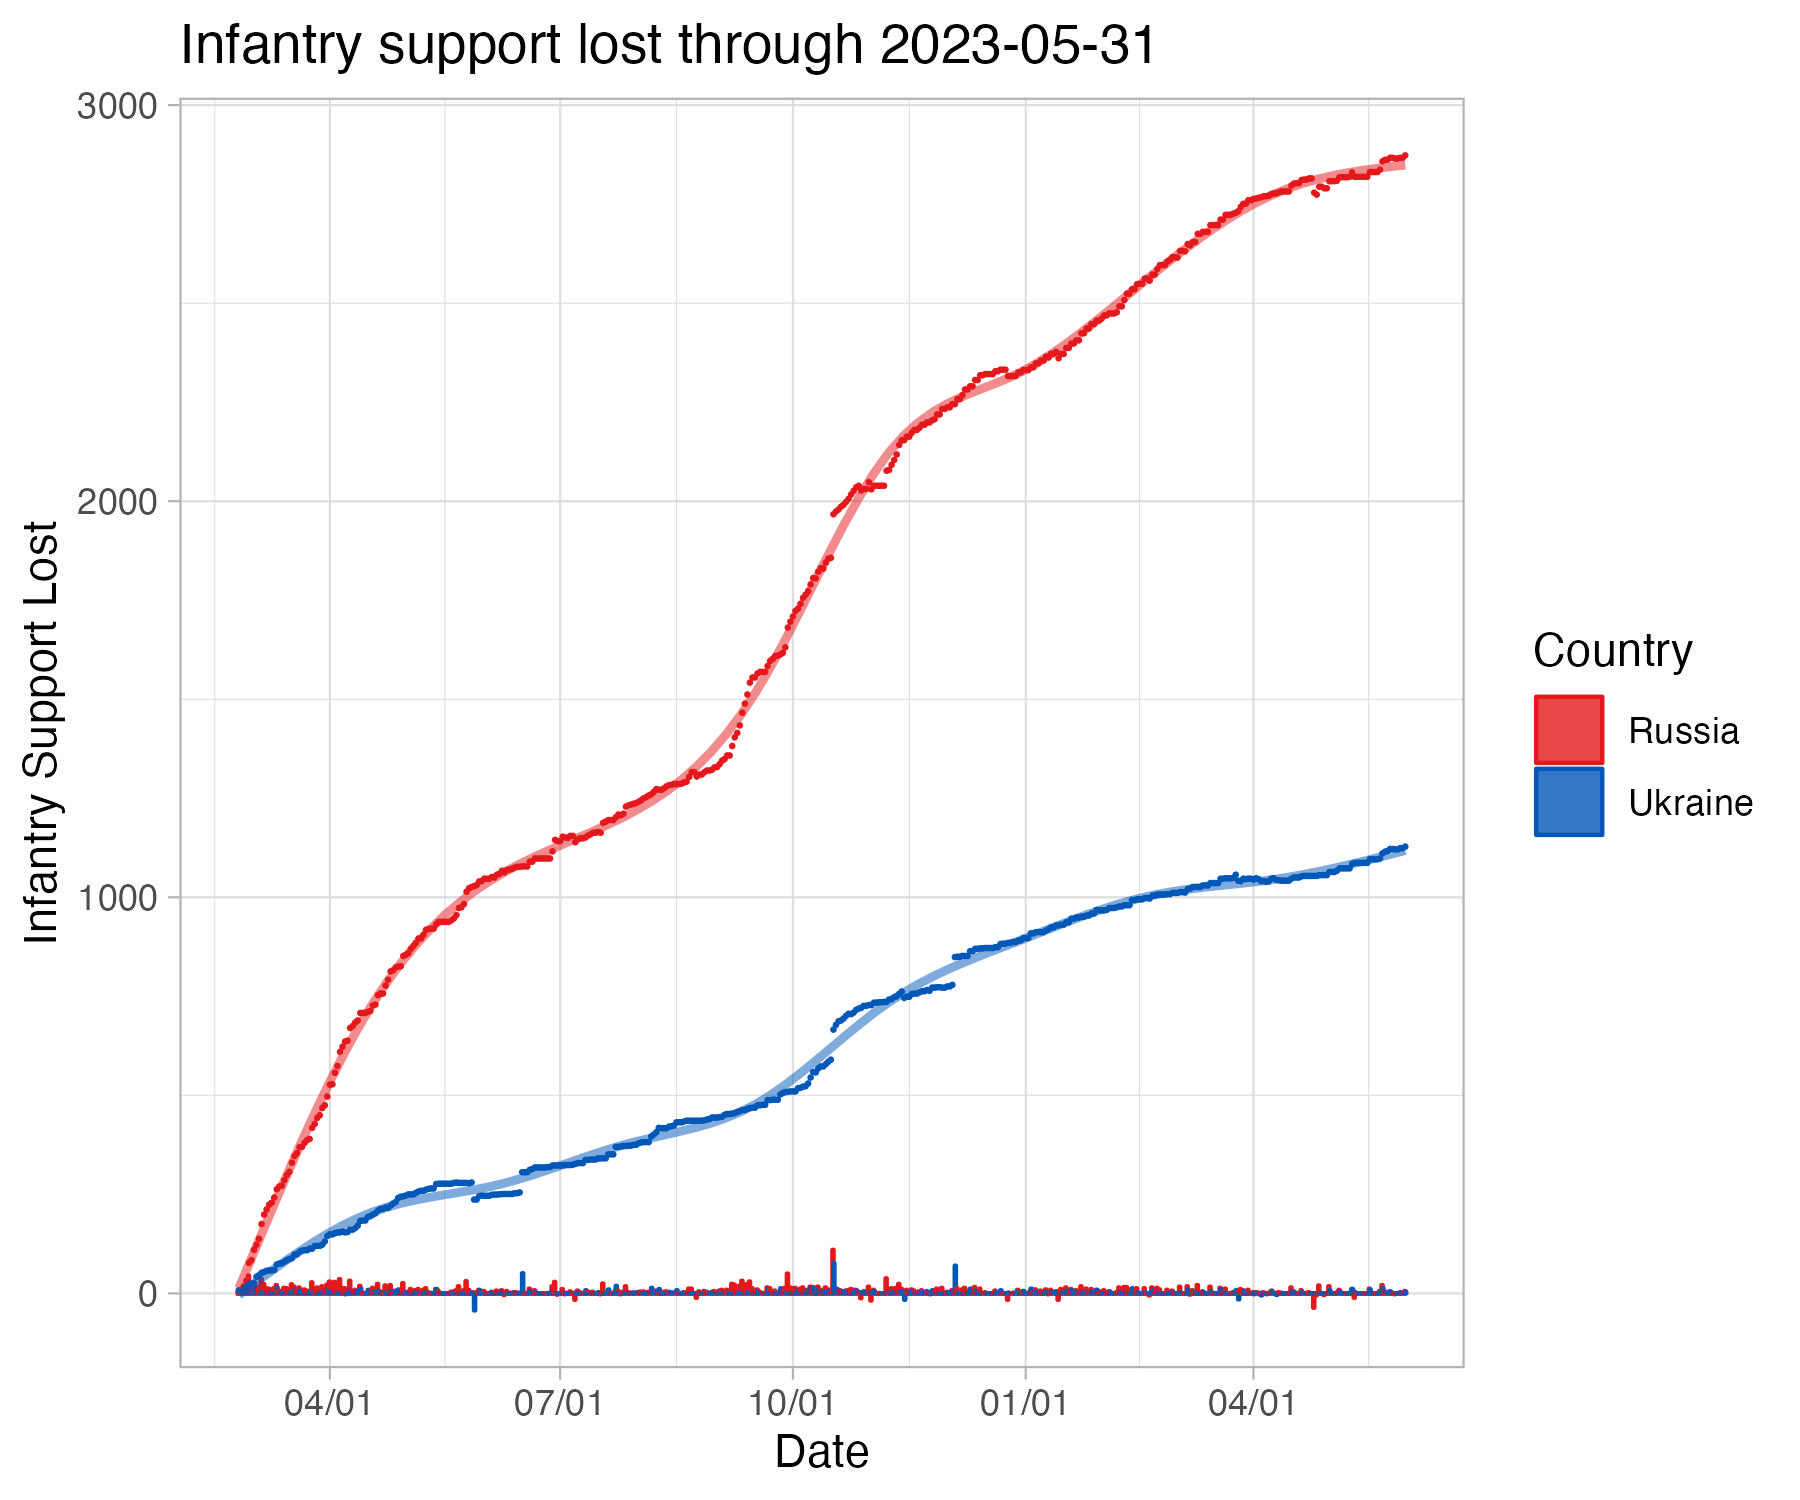 Infantry support lost through 2023-05-31
Infantry Support Lost
3000
2000
1000
0
04/01
07/01
10/01
01/01
04/01
Date
Country
Russia
Ukraine